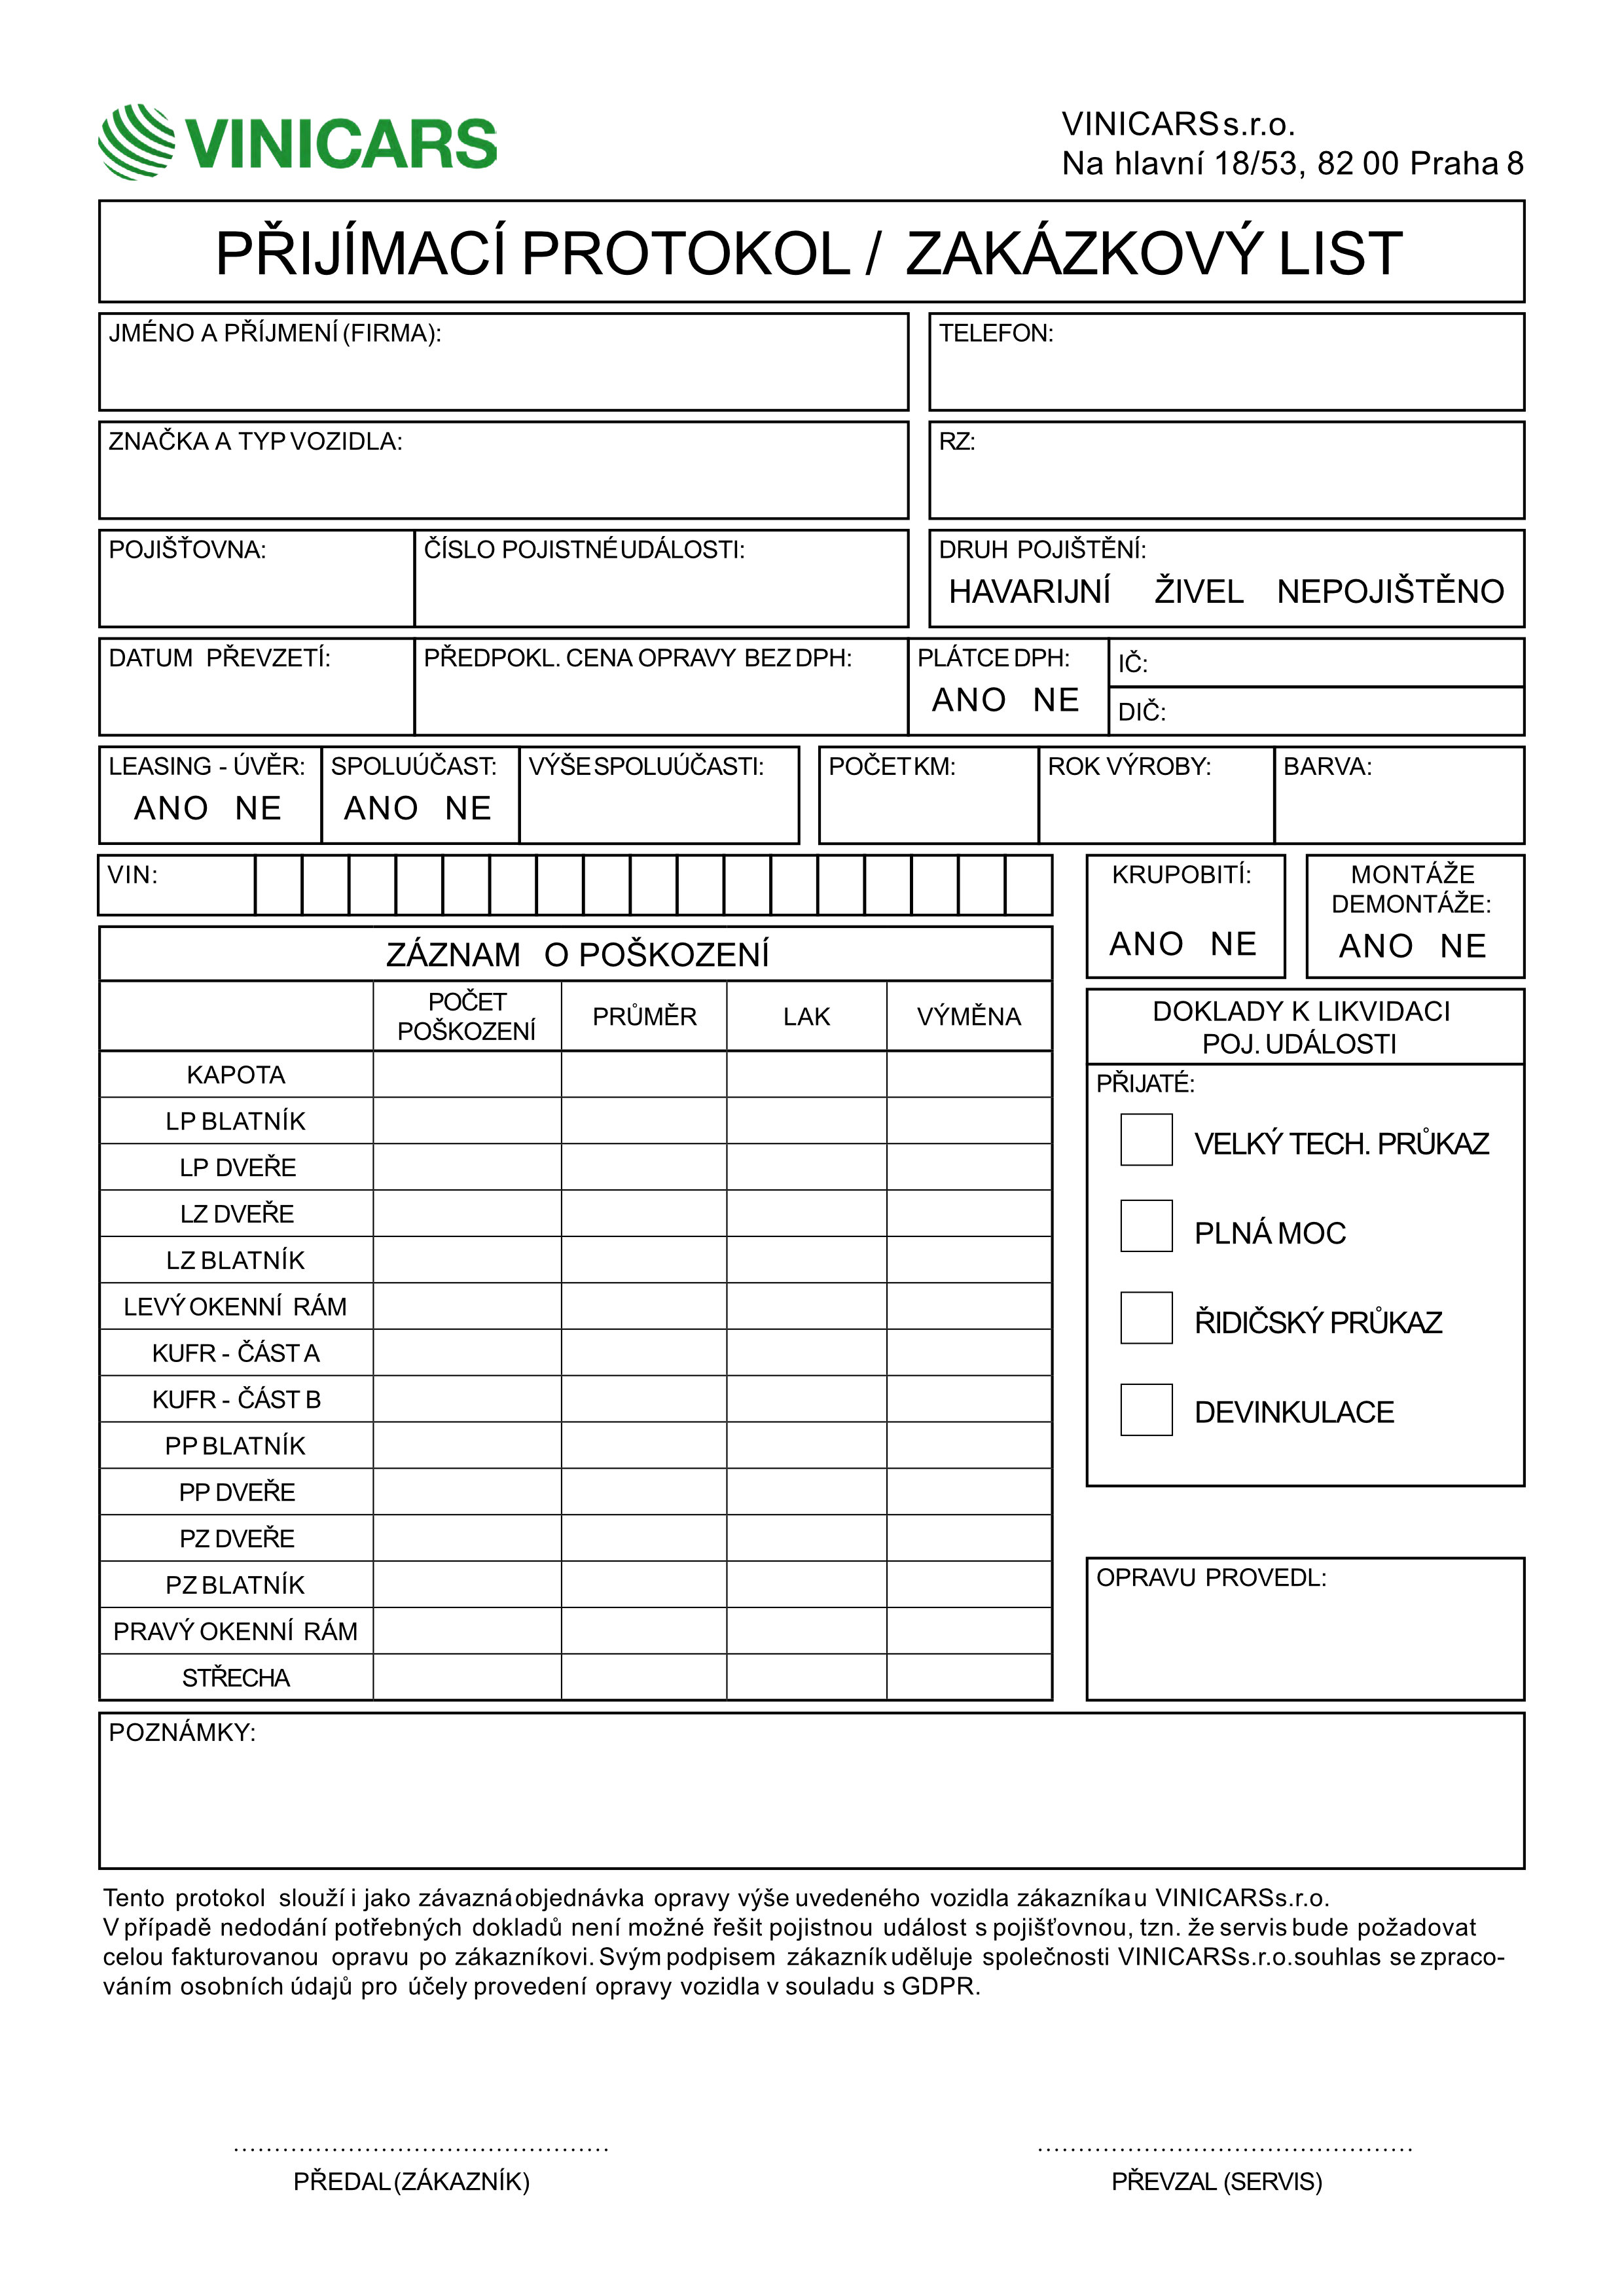 VINICARS
VINICARS s.r.o.
Na hlavní 18/53, 82 00 Praha 8
PŘIJÍMACÍ PROTOKOL / ZAKÁZKOVÝ LIST
JMÉNO A PŘÍJMENÍ (FIRMA):
TELEFON:
ZNAČKA A TYP VOZIDLA:
RZ:
POJIŠŤOVNA:
ČÍSLO POJISTNÉ UDÁLOSTI:
DRUH POJIŠTĚNÍ:
HAVARIJNÍ ŽIVEL NEPOJIŠTĚNO
DATUM PŘEVZETÍ:
PŘEDPOKL. CENA OPRAVY BEZ DPH:
PLÁTCE DPH:
ANO NE
IČ:
DIČ:
LEASING - ÚVĚR:
ANO NE
SPOLUÚČAST:
ANO NE
VÝŠE SPOLUÚČASTI:
POČET KM:
ROK VÝROBY:
BARVA:
VIN:
KRUPOBITÍ:
ANO NE
MONTÁŽE
DEMONTÁŽE:
ANO NE
ZÁZNAM O POŠKOZENÍ
POČET
POŠKOZENÍ
PRŮMĚR
LAK
VÝMĚNA
KAPOTA
LP BLATNÍK
LP DVEŘE
LZ DVEŘE
LZ BLATNÍK
LEVÝ OKENNÍ RÁM
KUFR - ČÁST A
KUFR - ČÁST B
PP BLATNÍK
PP DVEŘE
PZ DVEŘE
PZ BLATNÍK
PRAVÝ OKENNÍ RÁM
STŘECHA
DOKLADY K LIKVIDACI
POJ. UDÁLOSTI
PŘIJATÉ:
VELKÝ TECH. PRŮKAZ
PLNÁ MOC
ŘIDIČSKÝ PRŮKAZ
DEVINKULACE
OPRAVU PROVEDL:
POZNÁMKY:
Tento protokol slouží i jako závazná objednávka opravy výše uvedeného vozidla zákazníka u VINICARS s.r.o.
V případě nedodání potřebných dokladů není možné řešit pojistnou událost s pojišťovnou, tzn. že servis bude požadovat
celou fakturovanou opravu po zákazníkovi. Svým podpisem zákazník uděluje společnosti VINICARS s.r.o. souhlas se zpraco-
váním osobních údajů pro účely provedení opravy vozidla v souladu s GDPR.
PŘEDAL (ZÁKAZNÍK)
PŘEVZAL (SERVIS)